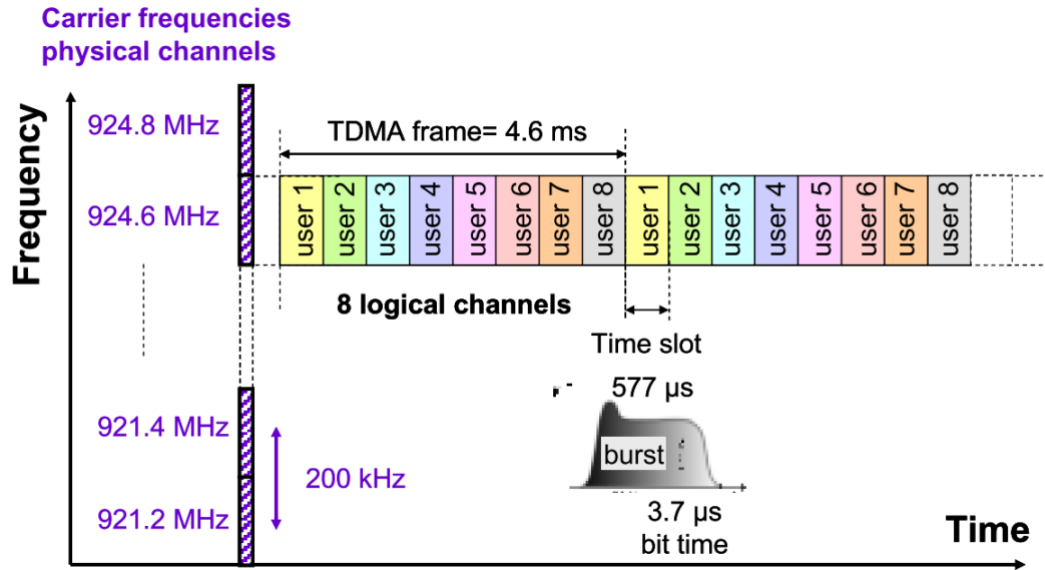 Carrier frequencies
physical channels
Frequency
924.8 MHz
TDMA frame= 4.6 ms
924.6 MHz
user 1
user 2
user 3
user 4
user 5
user 6
user 7
user 8
user 1
user 2
user 3
user 4
user 5
user 6
user 7
user 8
8 logical channels
Time slot
577 µs
921.4 MHz
burst
200 kHz
921.2 MHz
3.7 µs
bit time
Time